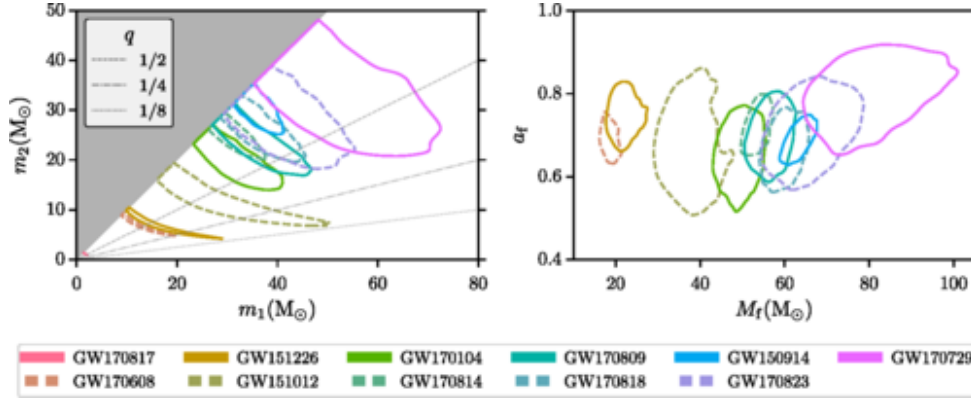 50
40
30
20
10
0
m₂(M⊙)
q
1/2
1/4
1/8
0 20 40 60 80
m₁(M⊙)
1.0
0.8
0.6
0.4
a_f
20 40 60 80 100
M_f(M⊙)
GW170817 GW151226 GW170104 GW170809 GW150914 GW170729
GW170608 GW151012 GW170814 GW170818 GW170823